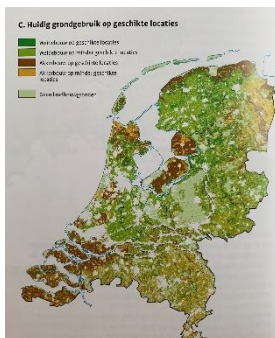 C. Huidig grondgebruik op geschikte locaties
Weidebouw op geschikte locaties
Weidebouw op minder geschikte locaties
Akkerbouw op geschikte locaties
Akkerbouw op minder geschikte
locaties